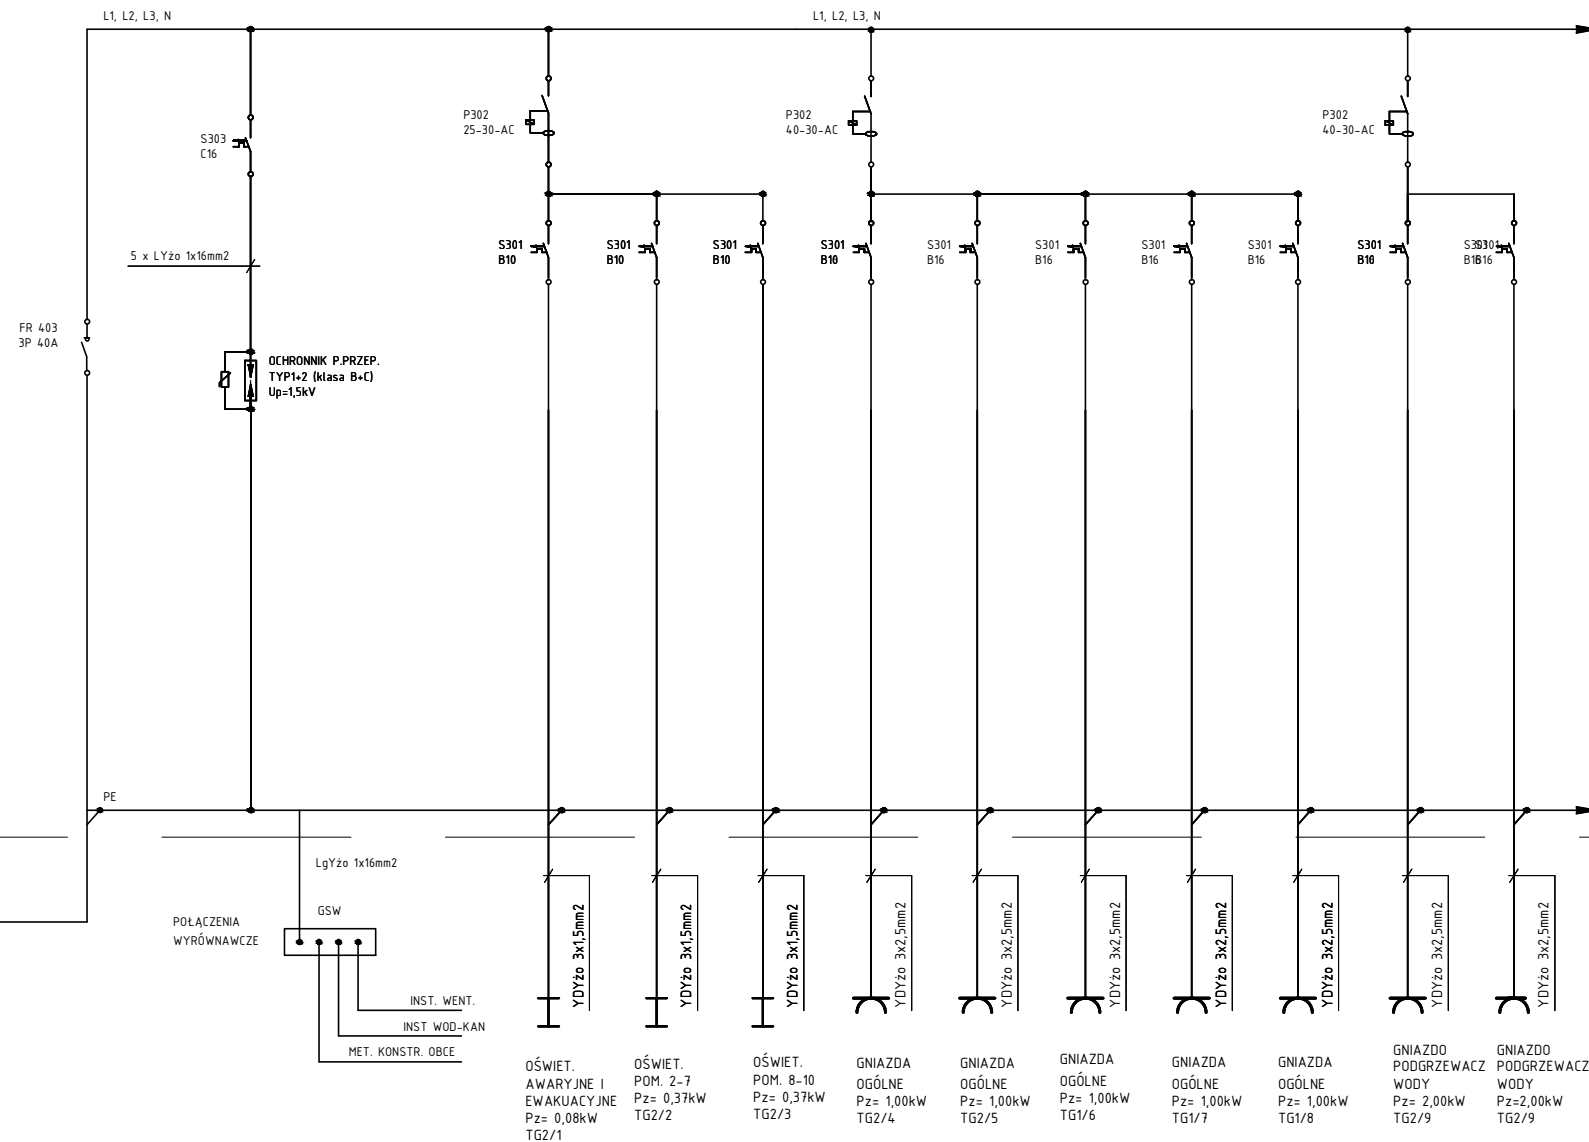 L1, L2, L3, N
L1, L2, L3, N
S303
C16
P302
25-30-AC
P302
40-30-AC
P302
40-30-AC
5 x LYżo 1x16mm2
S301
B10
S301
B10
S301
B10
S301
S301
B16
S301
B16
S301
B16
S301
B16
S301
FR 403
3P 40A
OCHRONNIK P.PRZEP.
TYP1+2 (klasa B+C)
Up=1,5kV
PE
LgYżo 1x16mm2
GSW
POŁĄCZENIA
WYRÓWNAWCZE
INST. WENT.
INST WOD-KAN
MET. KONSTR. OBCE
YDYżo 3x1,5mm2
YDYżo 3x1,5mm2
YDYżo 3x1,5mm2
YDYżo 3x2,5mm2
YDYżo 3x2,5mm2
YDYżo 3x2,5mm2
YDYżo 3x2,5mm2
YDYżo 3x2,5mm2
YDYżo 3x2,5mm2
YDYżo 3x2,5mm2
OŚWIET.
AWARYJNE I
EWAKUACYJNE
Pz= 0,08kW
TG2/1
OŚWIET.
POM. 2-7
Pz= 0,37kW
TG2/2
OŚWIET.
POM. 8-10
Pz= 0,37kW
TG2/3
GNIAZDA
OGÓLNE
Pz= 1,00kW
TG2/4
GNIAZDA
OGÓLNE
Pz= 1,00kW
TG2/5
GNIAZDA
OGÓLNE
Pz= 1,00kW
TG1/6
GNIAZDA
OGÓLNE
Pz= 1,00kW
TG1/7
GNIAZDA
OGÓLNE
Pz= 1,00kW
TG1/8
GNIAZDO
PODGRZEWACZ
WODY
Pz= 2,00kW
TG2/9
GNIAZDO
PODGRZEWACZ
WODY
Pz=2,00kW
TG2/9